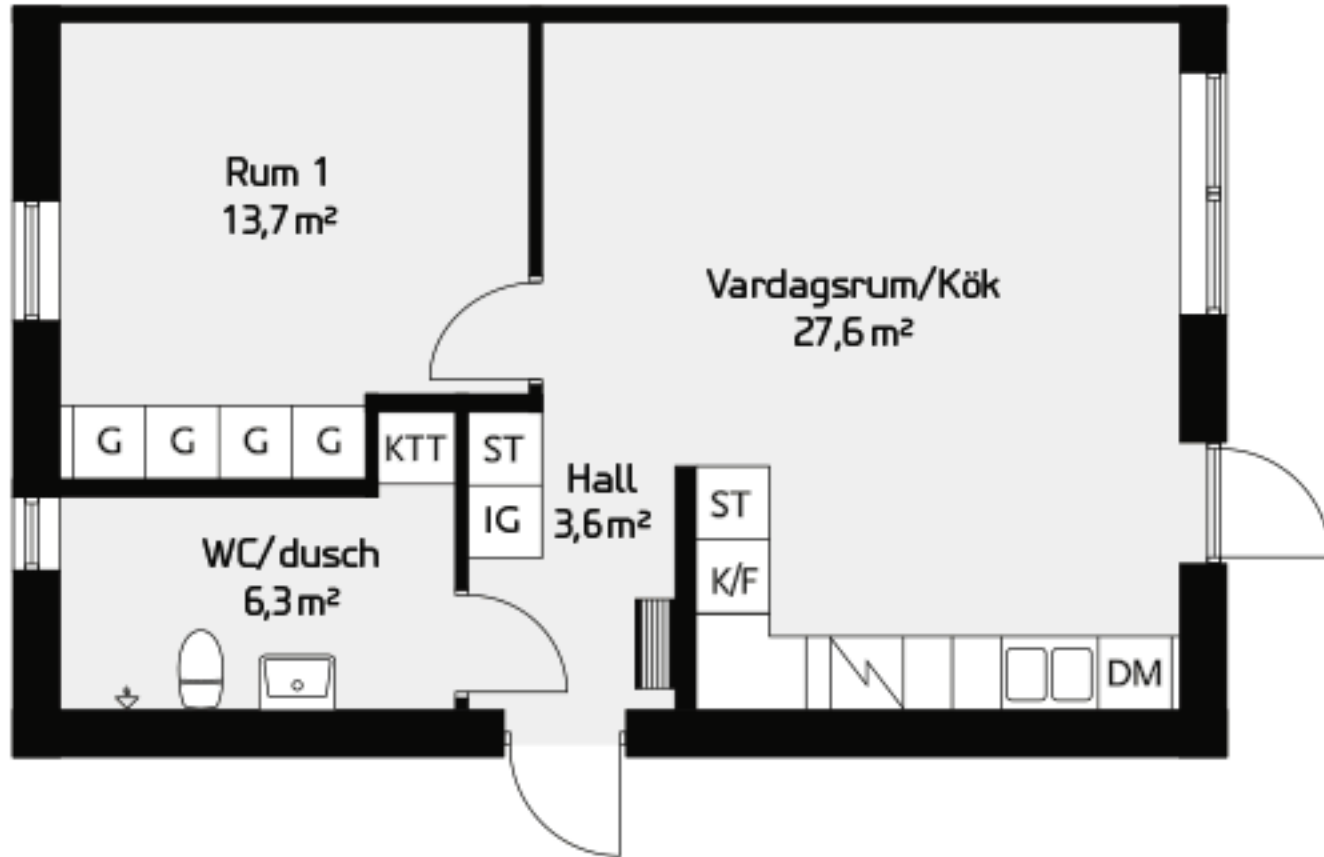 Rum 1
13,7 m²
Vardagsrum/Kök
27,6 m²
G G G G
KTT
ST
IG
Hall
3,6 m²
ST
K/F
WC/dusch
6,3 m²
DM